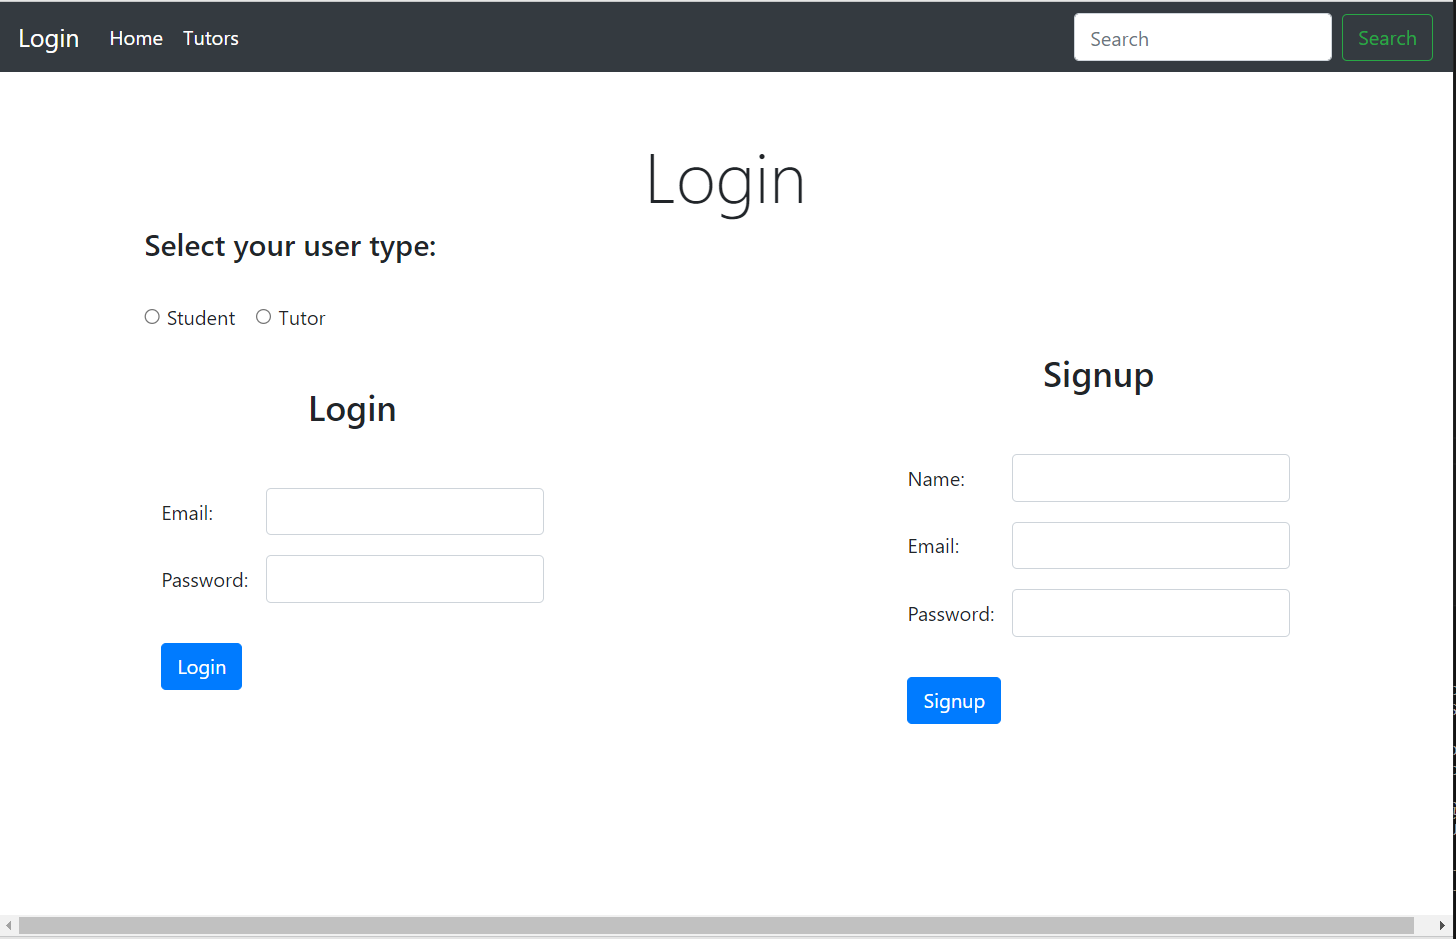 Login Home Tutors Search Search
Login
Select your user type:
Student Tutor
Login
Email:
Password:
Login
Signup
Name:
Email:
Password:
Signup